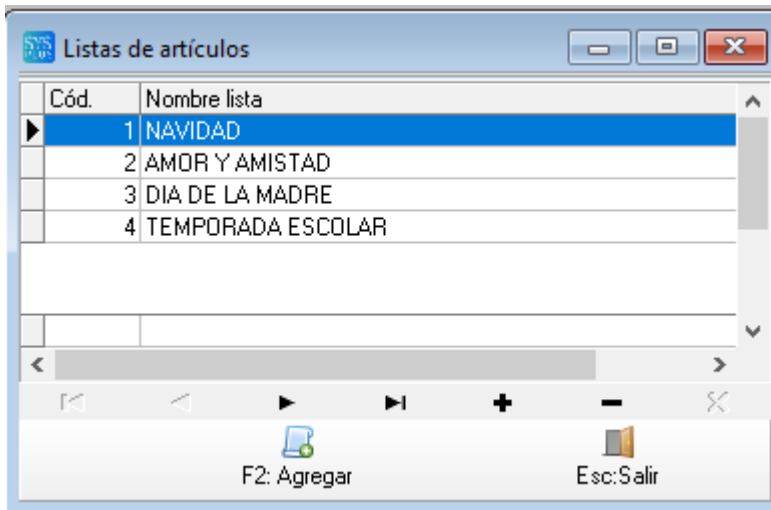 Listas de artículos
Cód. Nombre lista
1 NAVIDAD
2 AMOR Y AMISTAD
3 DIA DE LA MADRE
4 TEMPORADA ESCOLAR
F2: Agregar Esc:Salir